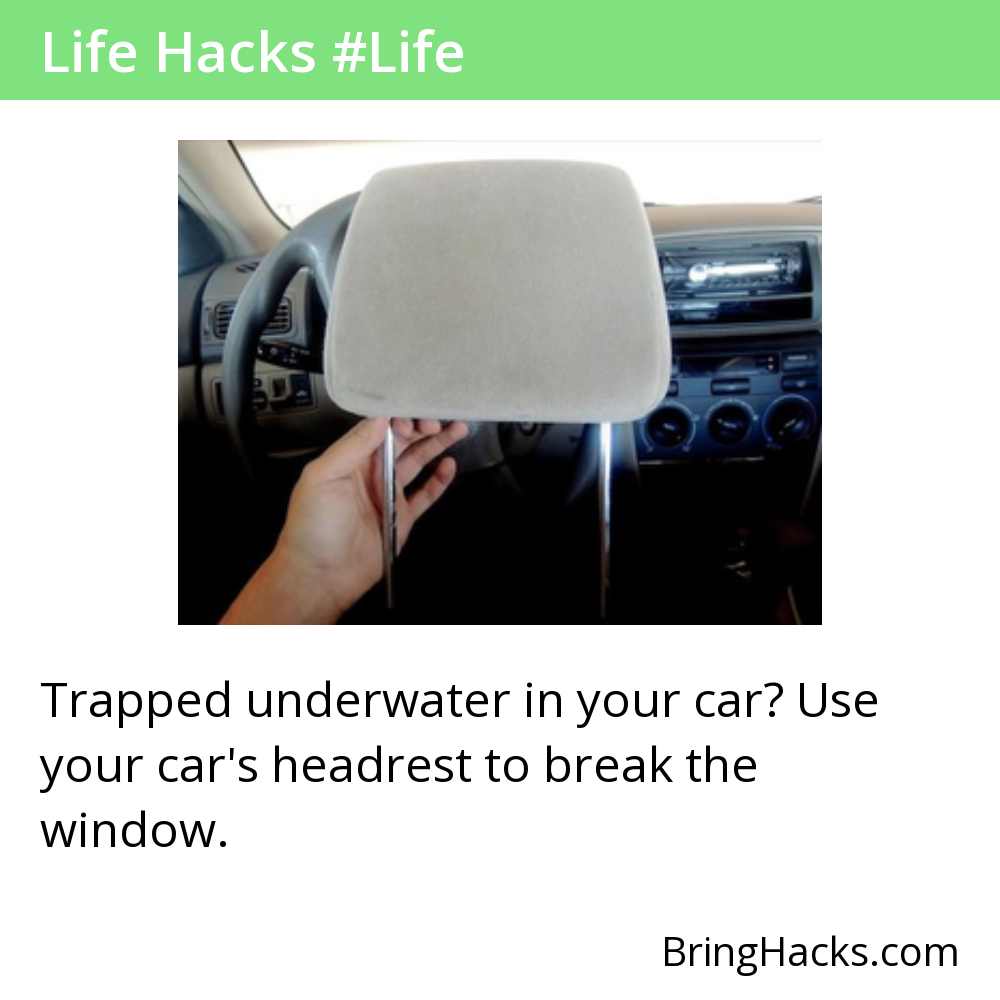 Life Hacks #Life
Trapped underwater in your car? Use
your car's headrest to break the
window.
BringHacks.com